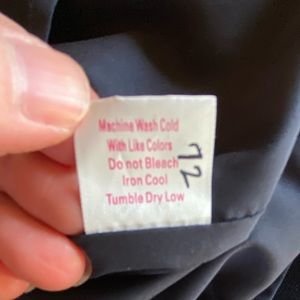 Machine Wash Cold
With Like Colors
Do not Bleach
Iron Cool
Tumble Dry Low
72